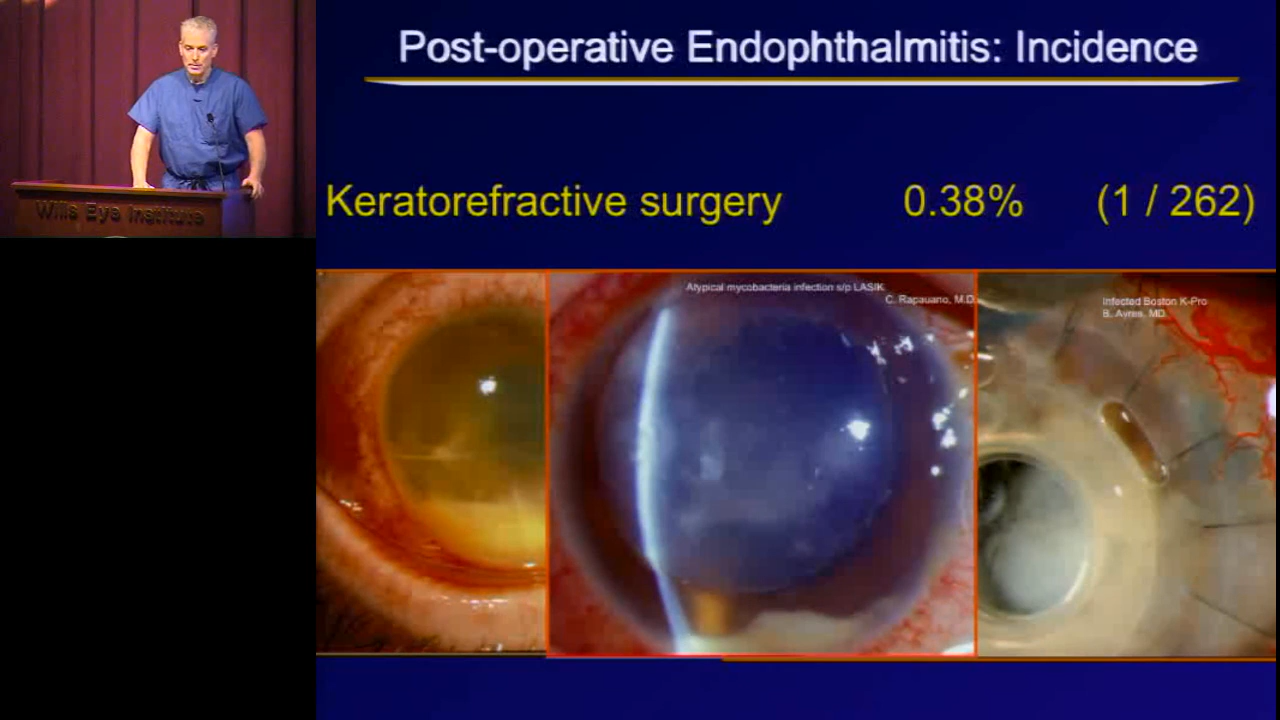 Post-operative Endophthalmitis: Incidence
Wills Eye Institute
Keratorefractive surgery 0.38% (1 / 262)
Atypical mycobacteria infection s/p LASIK
C. Rapauano, M.D.
Infected Boston K-Pro
B. Ayres, MD